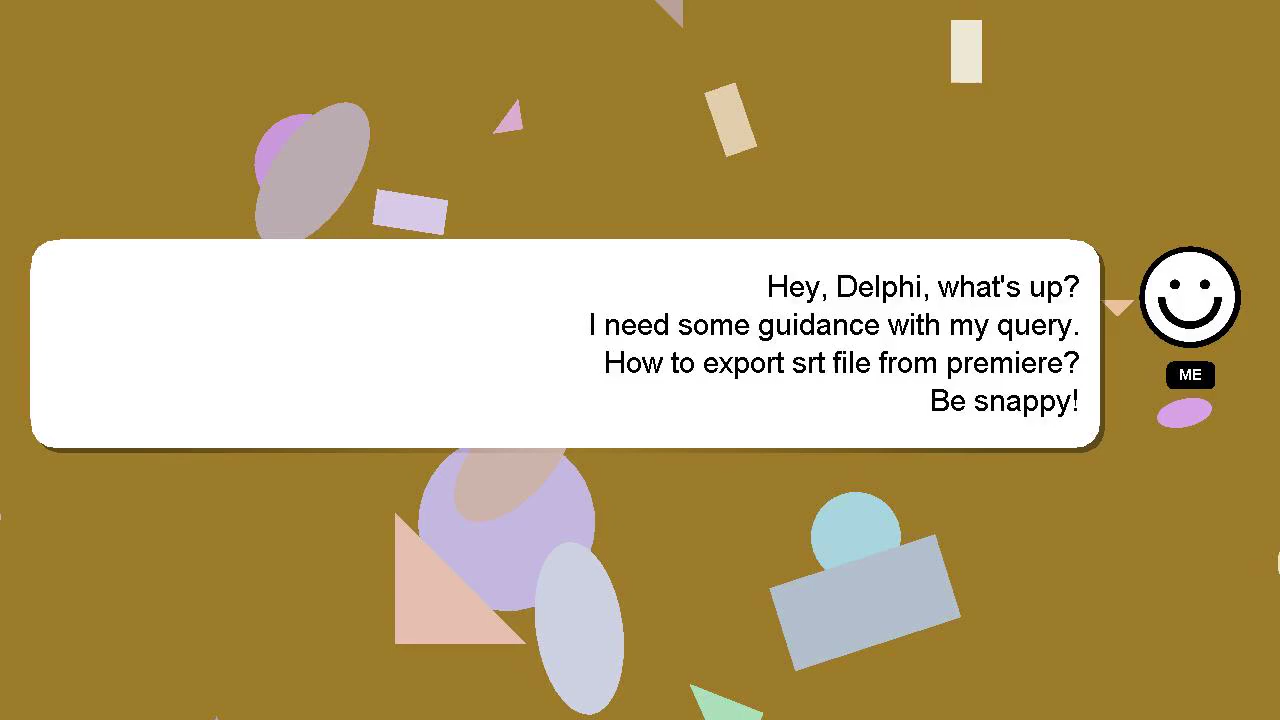 Hey, Delphi, what's up?
I need some guidance with my query.
How to export srt file from premiere?
Be snappy!
ME